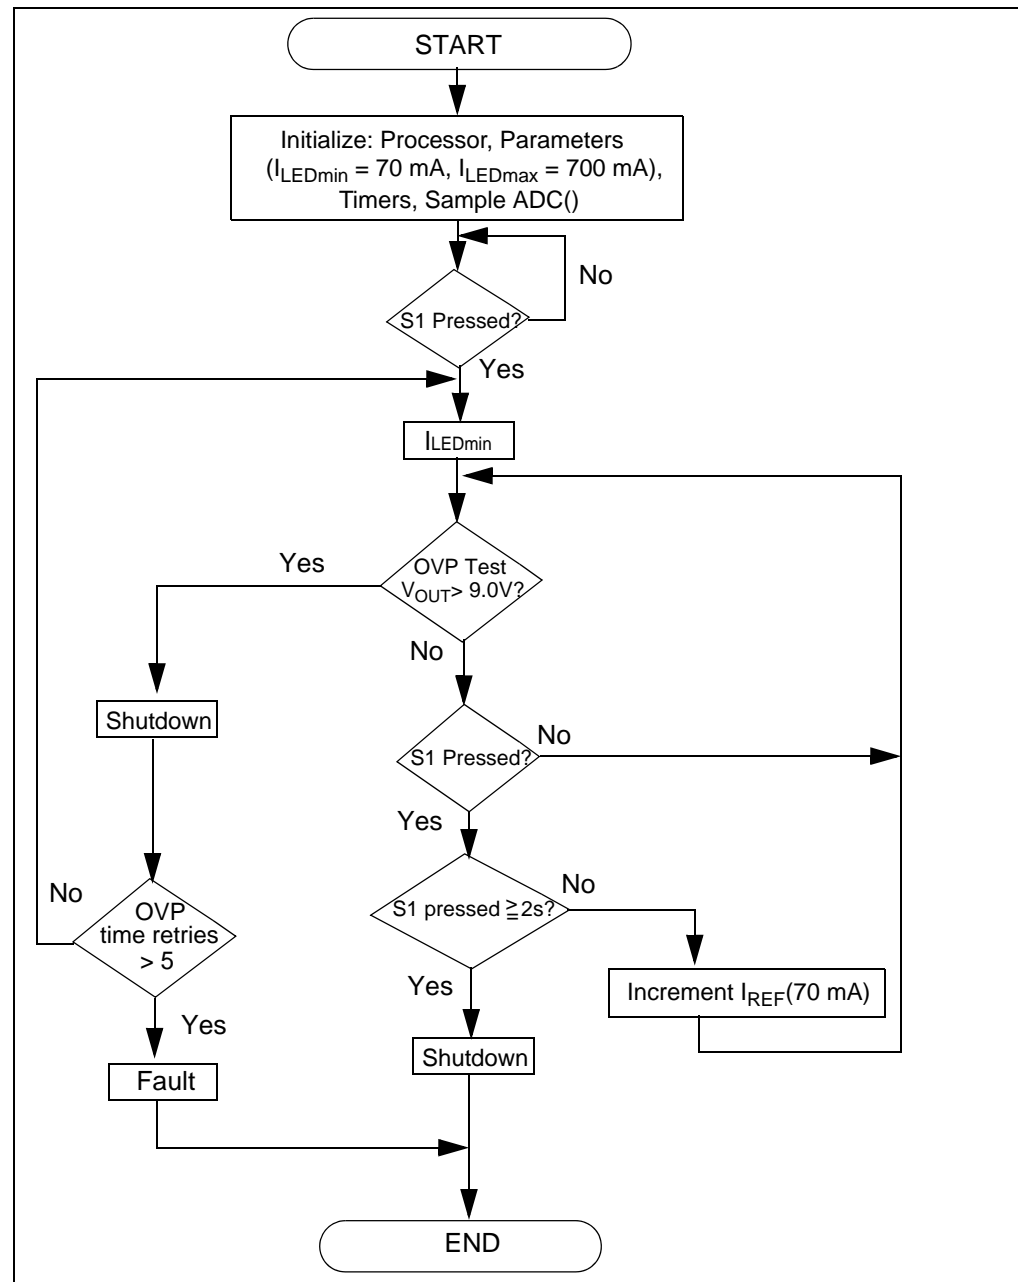 START
Initialize: Processor, Parameters
(ILEDmin = 70 mA, ILEDmax = 700 mA),
Timers, Sample ADC()
No
S1 Pressed?
Yes
ILEDmin
Yes
OVP Test
VOUT> 9.0V?
No
Shutdown
No
S1 Pressed?
Yes
No
No
S1 pressed ≧2s?
OVP
time retries
> 5
Yes
Increment IREF(70 mA)
Yes
Shutdown
Fault
END